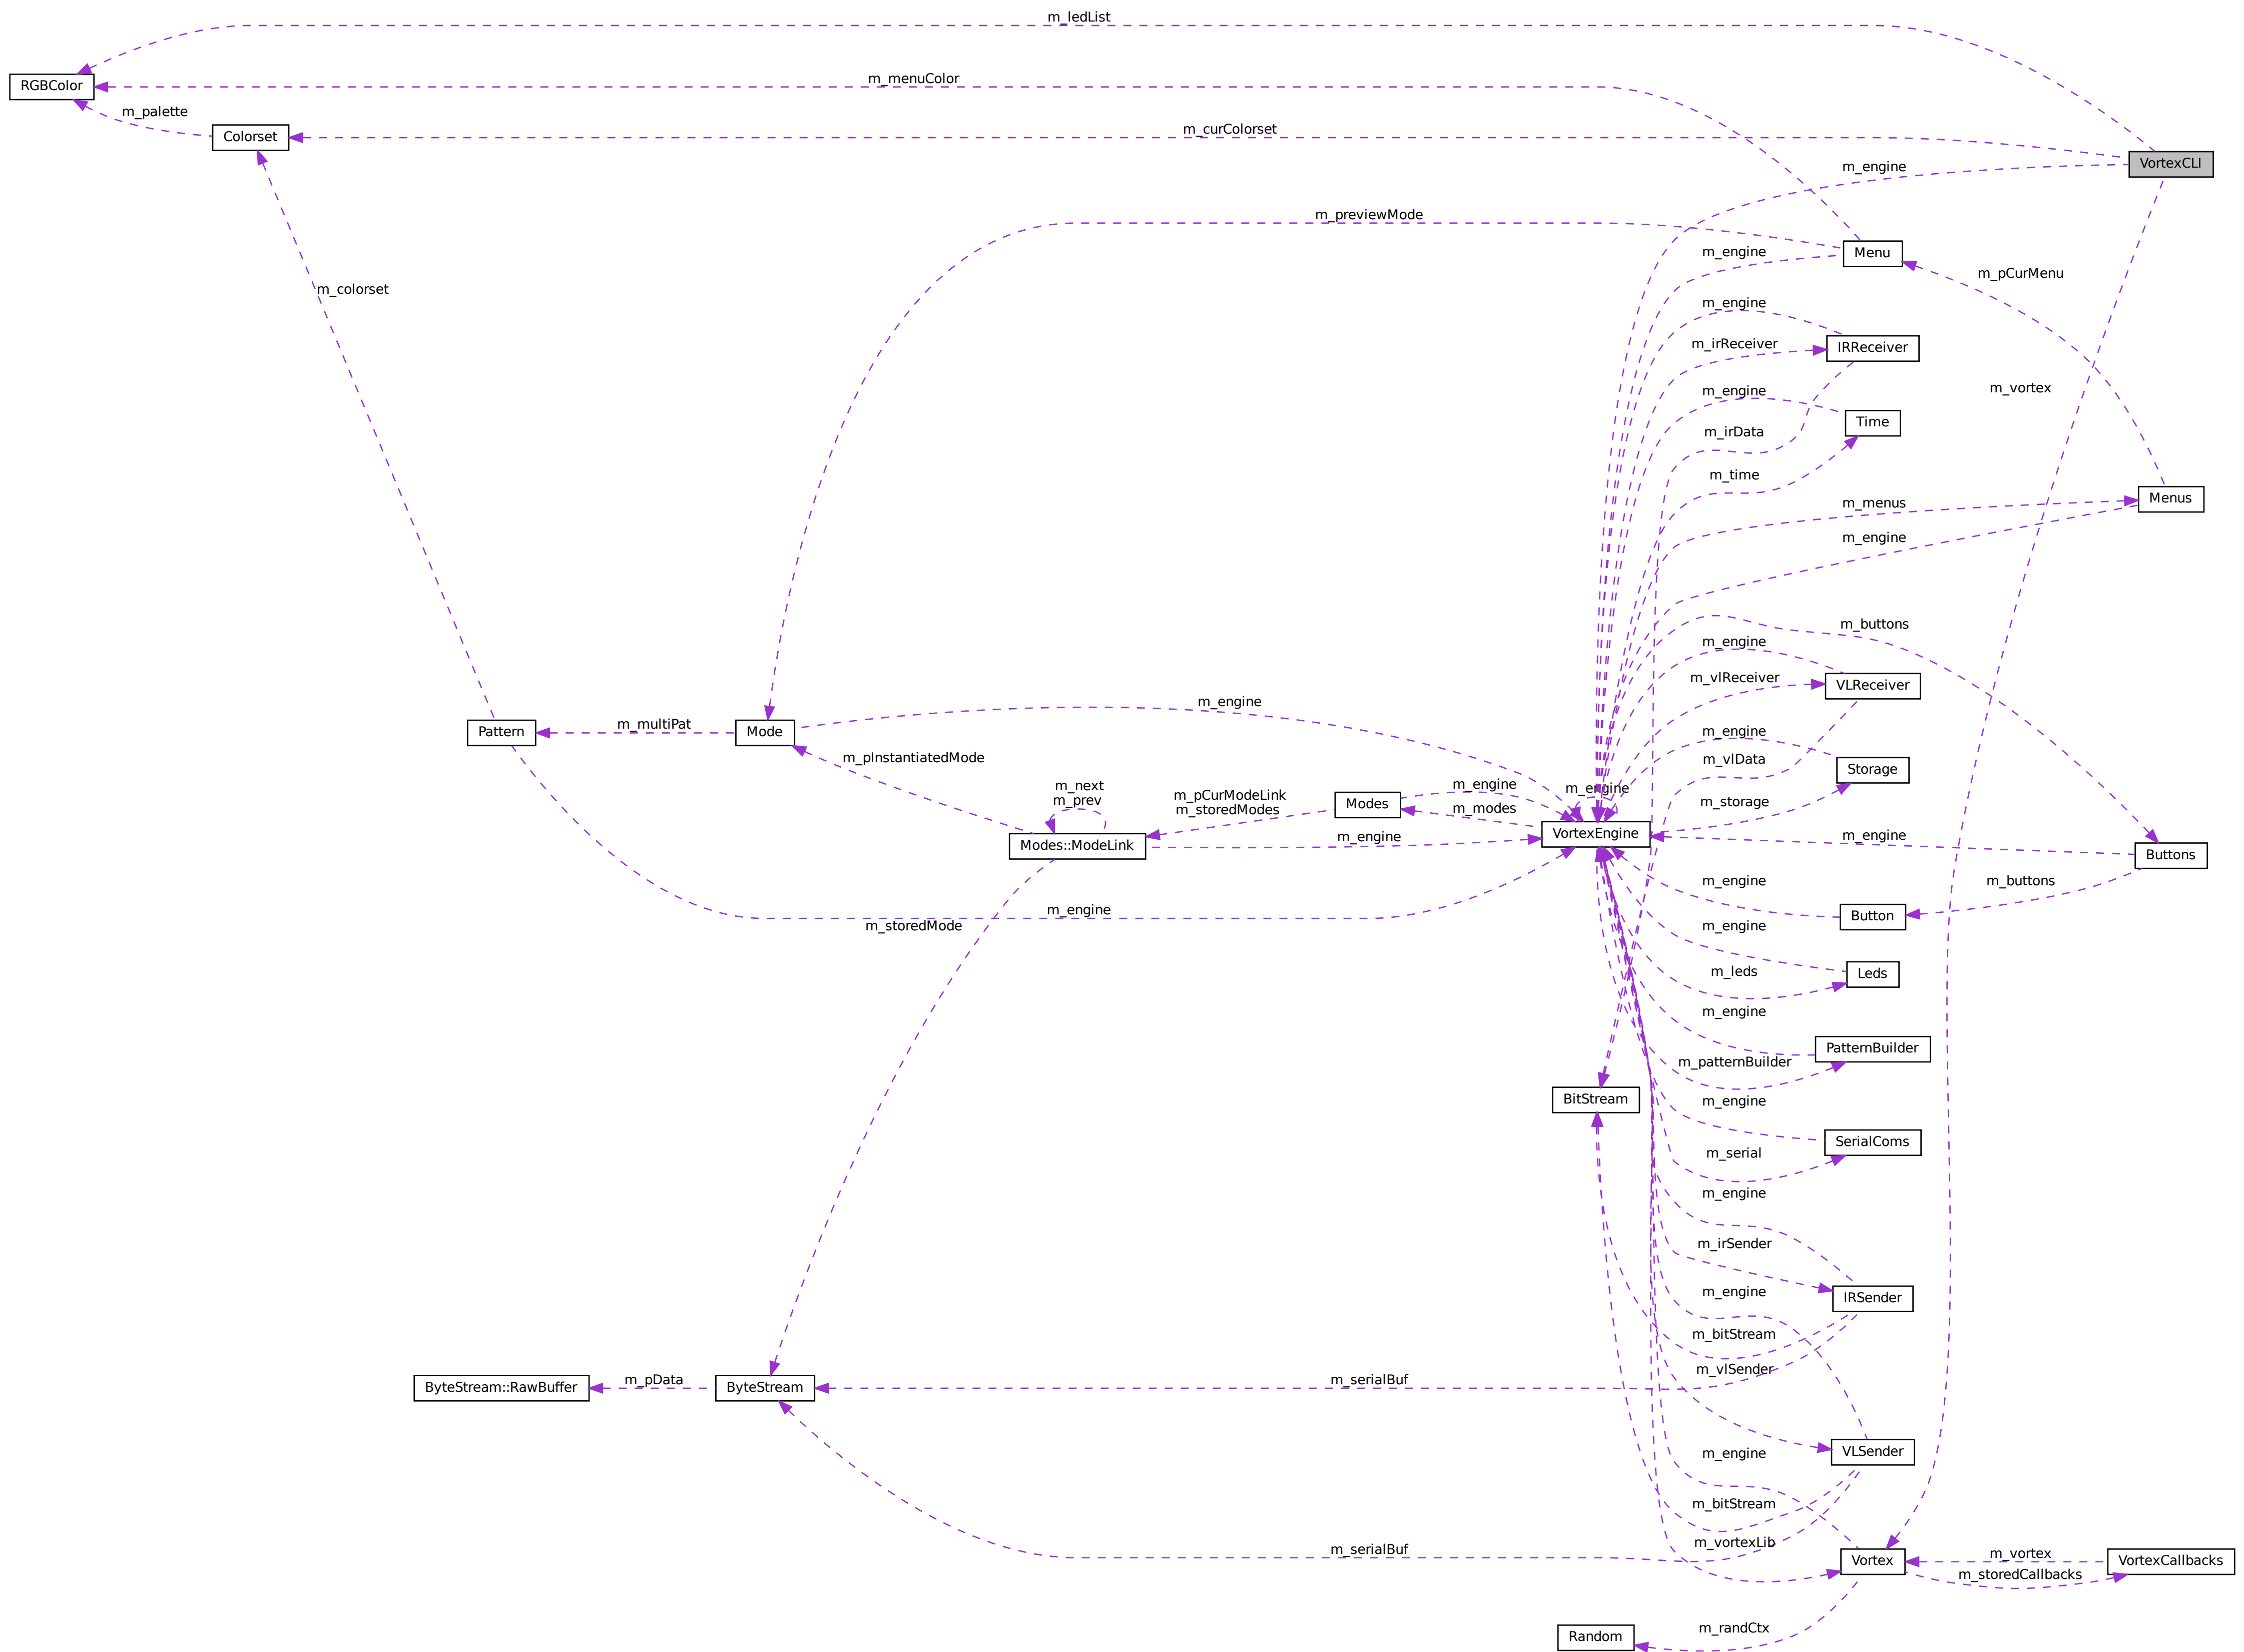 m_ledList
RGBColor
m_menuColor
m_palette
Colorset
m_curColorset
VortexCLI
m_engine
m_previewMode
Menu
m_engine
m_pCurMenu
m_colorset
m_engine
m_irReceiver
IRReceiver
m_vortex
m_engine
Time
m_irData
m_time
Menus
m_menus
m_engine
m_buttons
m_engine
m_vlReceiver
VLReceiver
m_engine
Pattern
m_multiPat
Mode
m_pInstantiatedMode
m_engine
m_vlData
Storage
m_next
m_prev
m_pCurModeLink
m_storedModes
Modes
m_engine
m_modes
m_engine
m_storage
VortexEngine
Modes::ModeLink
m_engine
m_engine
Buttons
m_engine
m_buttons
m_engine
Button
m_storedMode
m_engine
Leds
m_leds
m_engine
PatternBuilder
m_patternBuilder
BitStream
m_engine
SerialComs
m_serial
m_engine
m_irSender
m_engine
IRSender
m_bitStream
m_vlSender
ByteStream::RawBuffer
m_pData
ByteStream
m_serialBuf
VLSender
m_engine
m_bitStream
m_vortexLib
m_serialBuf
Vortex
m_vortex
m_storedCallbacks
VortexCallbacks
Random
m_randCtx